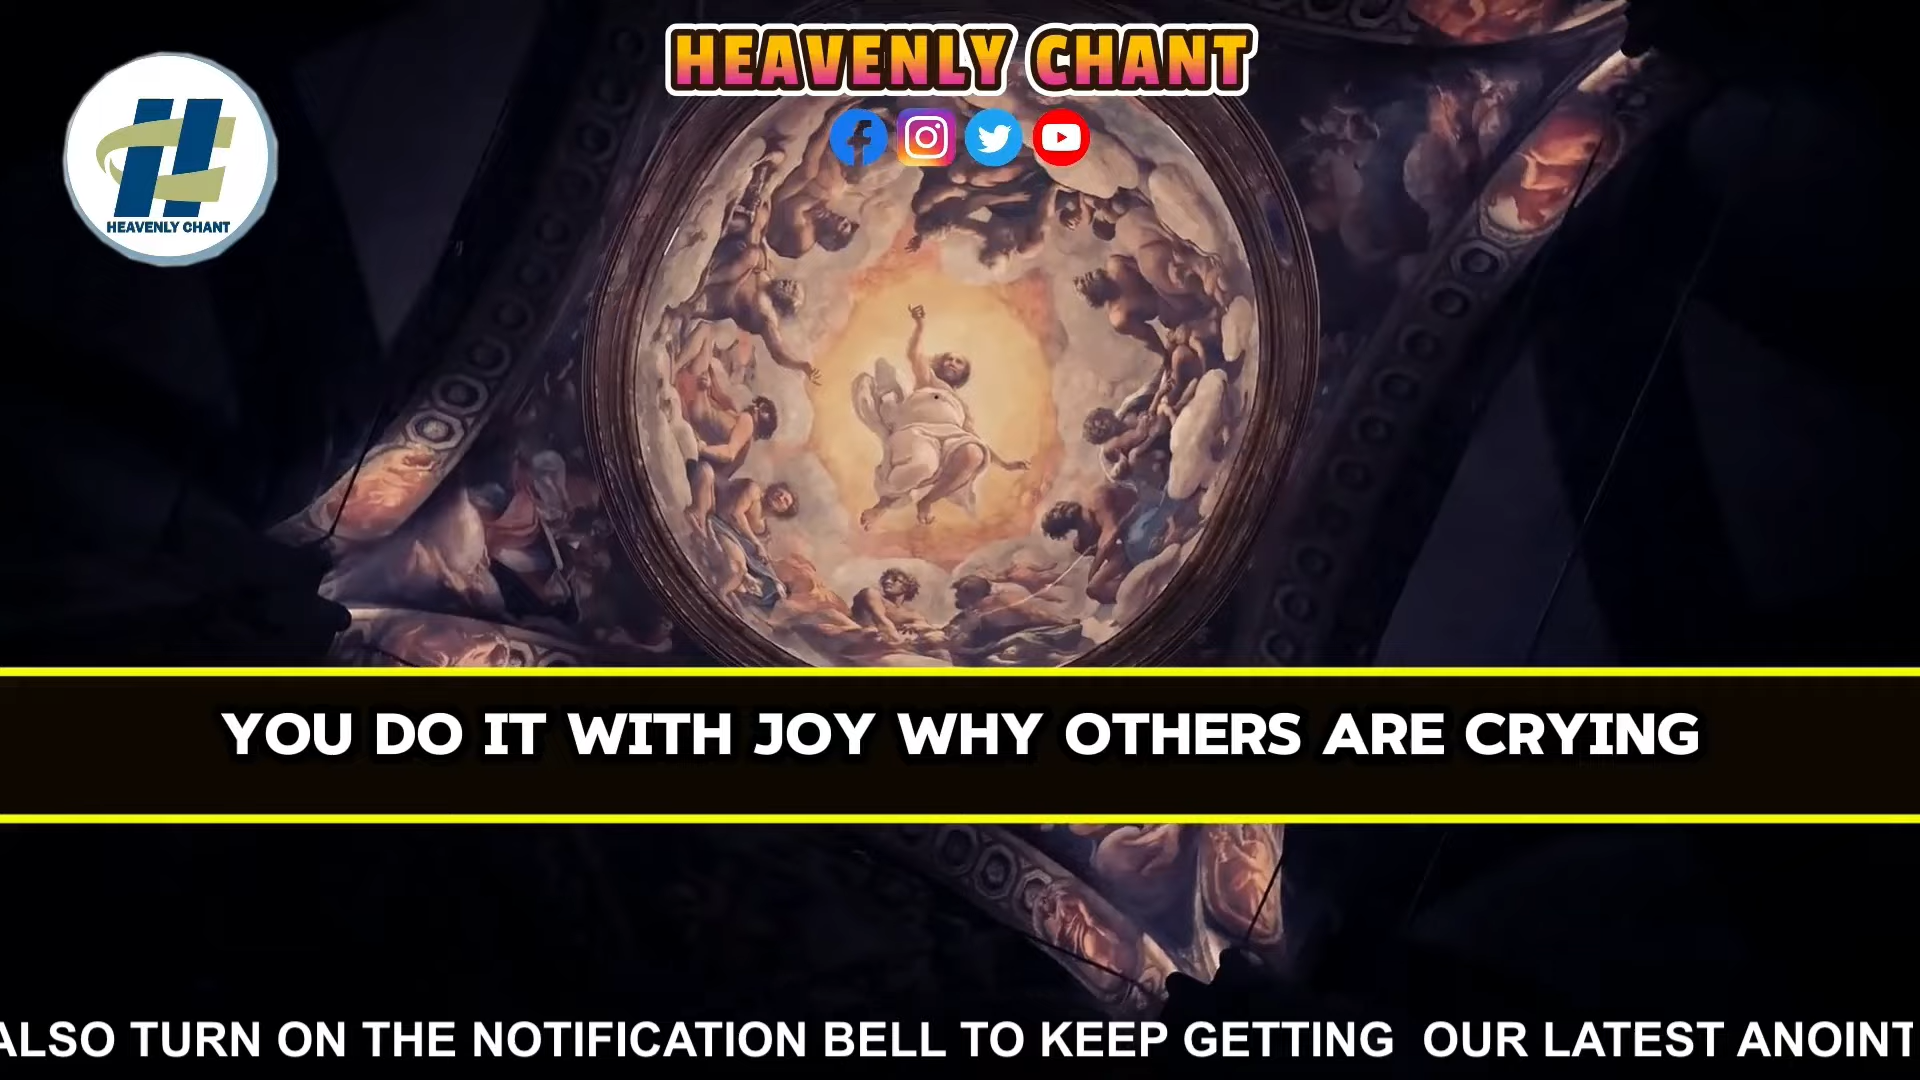 HEAVENLY CHANT
HEAVENLY CHANT
YOU DO IT WITH JOY WHY OTHERS ARE CRYING
ALSO TURN ON THE NOTIFICATION BELL TO KEEP GETTING OUR LATEST ANOINT